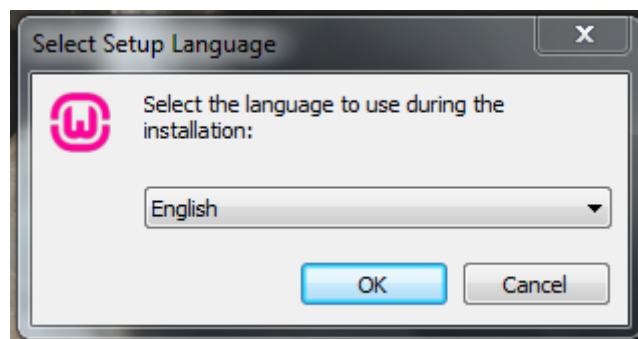 Select Setup Language
Select the language to use during the
installation:
English
OK
Cancel